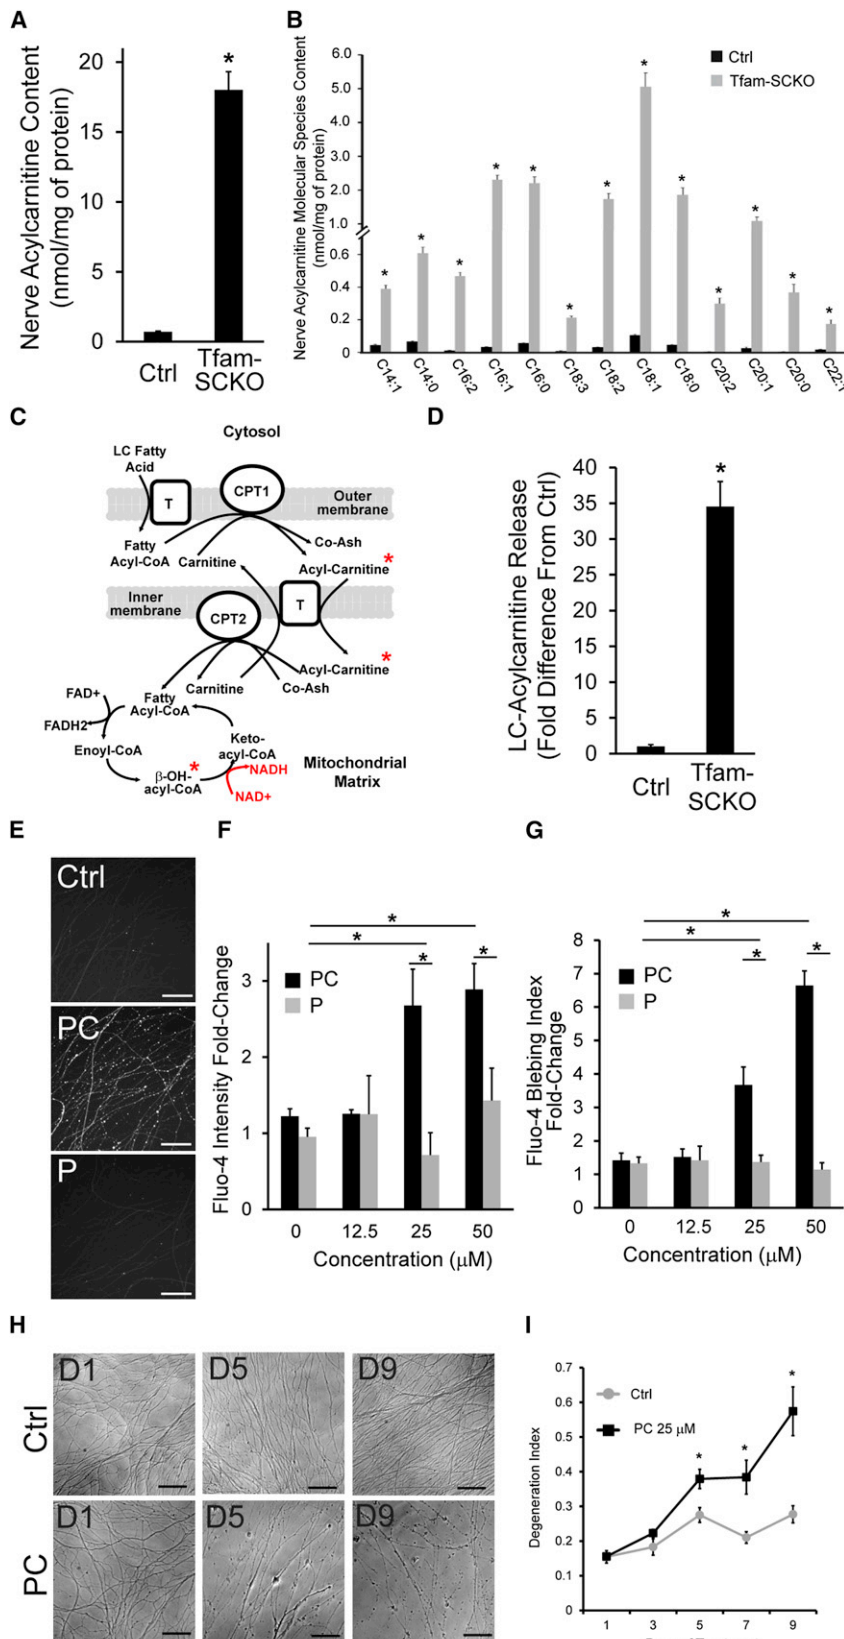 A
Nerve Acylcarnitine Content
(nmol/mg of protein)
20
15
10
5
0
*
Ctrl
Tfam-
SCKO
B
Nerve Acylcarnitine Molecular Species Content
(nmol/mg of protein)
6.0
5.0
2.0
1.0
0.6
0.4
0.2
0
Ctrl
Tfam-SCKO
* * * * * * * * * * * * *
C14:1
C14:0
C16:2
C16:1
C16:0
C18:3
C18:2
C18:1
C18:0
C20:2
C20:1
C20:0
C22:1
C
Cytosol
LC Fatty
Acid
T
CPT1
Outer
membrane
Fatty
Acyl-CoA
Carnitine
Co-Ash
Acyl-Carnitine *
Inner
membrane
CPT2
T
Acyl-Carnitine *
Co-Ash
Carnitine
Fatty
Acyl-CoA
FAD+
FADH2
Enoyl-CoA
β-OH-
acyl-CoA
*
Keto-
acyl-CoA
NADH
NAD+
Mitochondrial
Matrix
D
LC-Acylcarnitine Release
(Fold Difference From Ctrl)
40
35
30
25
20
15
10
5
0
*
Ctrl
Tfam-
SCKO
E
Ctrl
PC
P
F
Fluo-4 Intensity Fold-Change
3
2
1
0
*
*
* *
PC
P
0 12.5 25 50
Concentration (μM)
G
Fluo-4 Blebing Index
Fold-Change
8
7
6
5
4
3
2
1
0
*
*
* *
PC
P
0 12.5 25 50
Concentration (μM)
H
Ctrl
D1 D5 D9
PC
D1 D5 D9
I
Degeneration Index
0.7
0.6
0.5
0.4
0.3
0.2
0.1
0
Ctrl
PC 25 μM
* * *
1 3 5 7 9